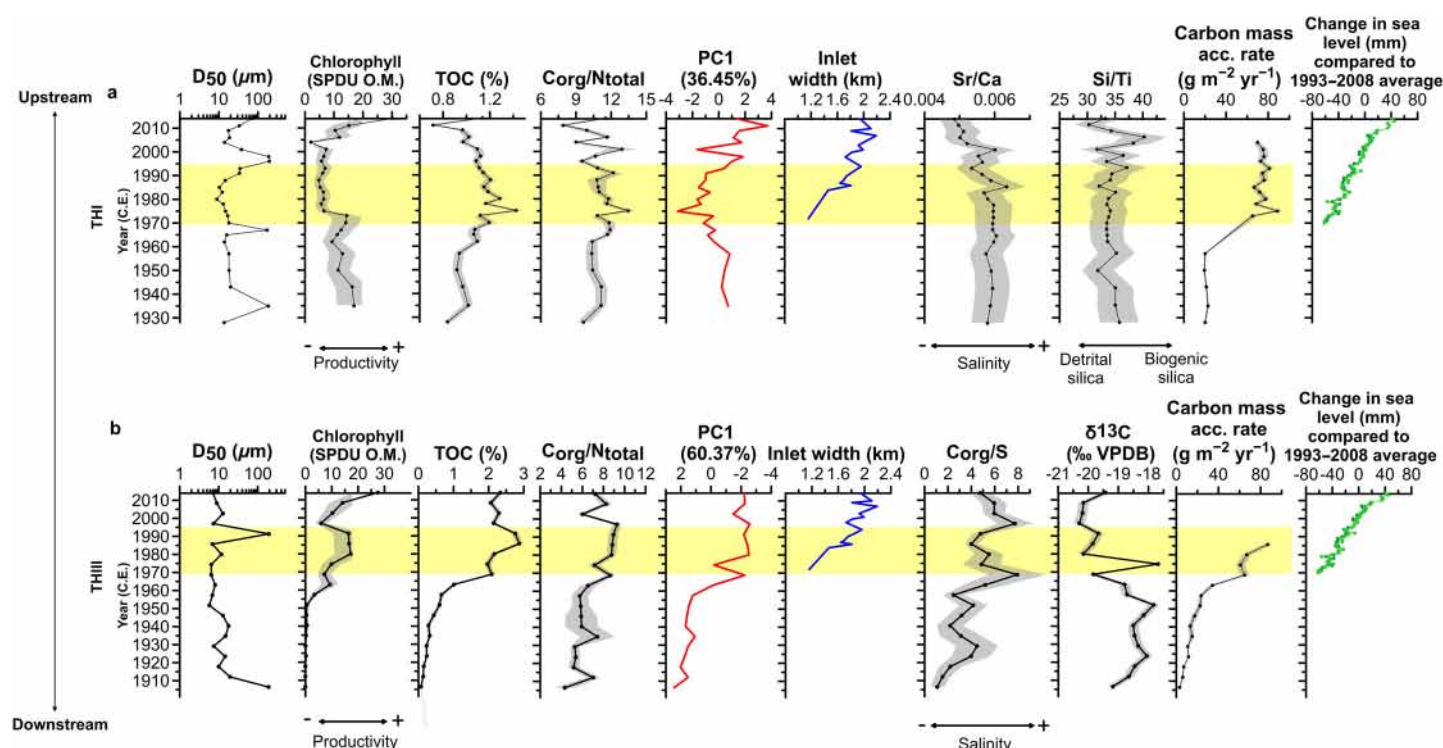 Upstream
a
D50 (µm)
1 10 100
Chlorophyll
(SPDU O.M.)
0 10 20 30
TOC (%)
0.8 1.2
Corg/Ntotal
6 9 12 15
PC1
(36.45%)
-4 -2 0 2 4
Inlet
width (km)
1.2 1.6 2 2.4
Sr/Ca
0.004 0.006
Si/Ti
30 35 40
Carbon mass
acc. rate
(g m−2 yr−1)
0 40 80
Change in sea
level (mm)
compared to
1993–2008 average
-80 -40 0 40 80
THI
Year (C.E.)
2010
2000
1990
1980
1970
1960
1950
1940
1930
- +
Productivity
- +
Salinity
Detrital
silica
Biogenic
silica
b
D50 (µm)
1 10 100
Chlorophyll
(SPDU O.M.)
0 10 20 30
TOC (%)
0 1 2 3
Corg/Ntotal
2 4 6 8 10 12
PC1
(60.37%)
2 0 -2 -4
Inlet width (km)
1.2 1.6 2 2.4
Corg/S
0 2 4 6 8
δ13C
(‰ VPDB)
-21 -20 -19 -18
Carbon mass
acc. rate
(g m−2 yr−1)
0 40 80
Change in sea
level (mm)
compared to
1993–2008 average
-80 -40 0 40 80
THIII
Year (C.E.)
2010
2000
1990
1980
1970
1960
1950
1940
1930
1920
1910
Downstream
- +
Productivity
- +
Salinity